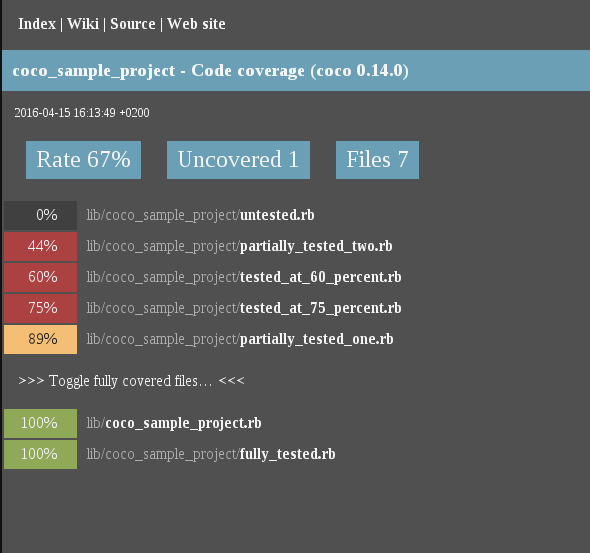 Index | Wiki | Source | Web site
coco_sample_project - Code coverage (coco 0.14.0)
2016-04-15 16:13:49 +0200
Rate 67% Uncovered 1 Files 7
0% lib/coco_sample_project/untested.rb
44% lib/coco_sample_project/partially_tested_two.rb
60% lib/coco_sample_project/tested_at_60_percent.rb
75% lib/coco_sample_project/tested_at_75_percent.rb
89% lib/coco_sample_project/partially_tested_one.rb
>>> Toggle fully covered files... <<<
100% lib/coco_sample_project.rb
100% lib/coco_sample_project/fully_tested.rb